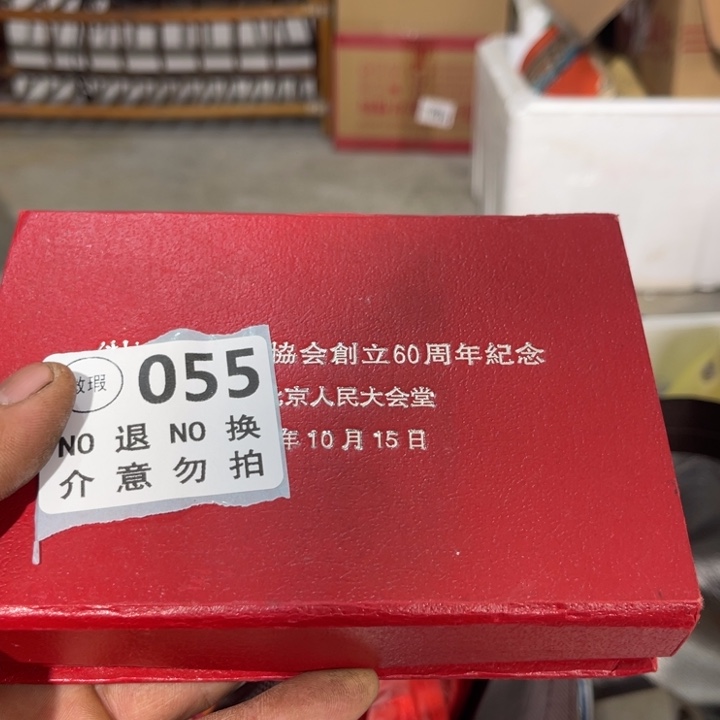 協会創立60周年紀念
北京人民大会堂
年10月15日
瑕 055
NO 退 NO 换
介 意 勿 拍